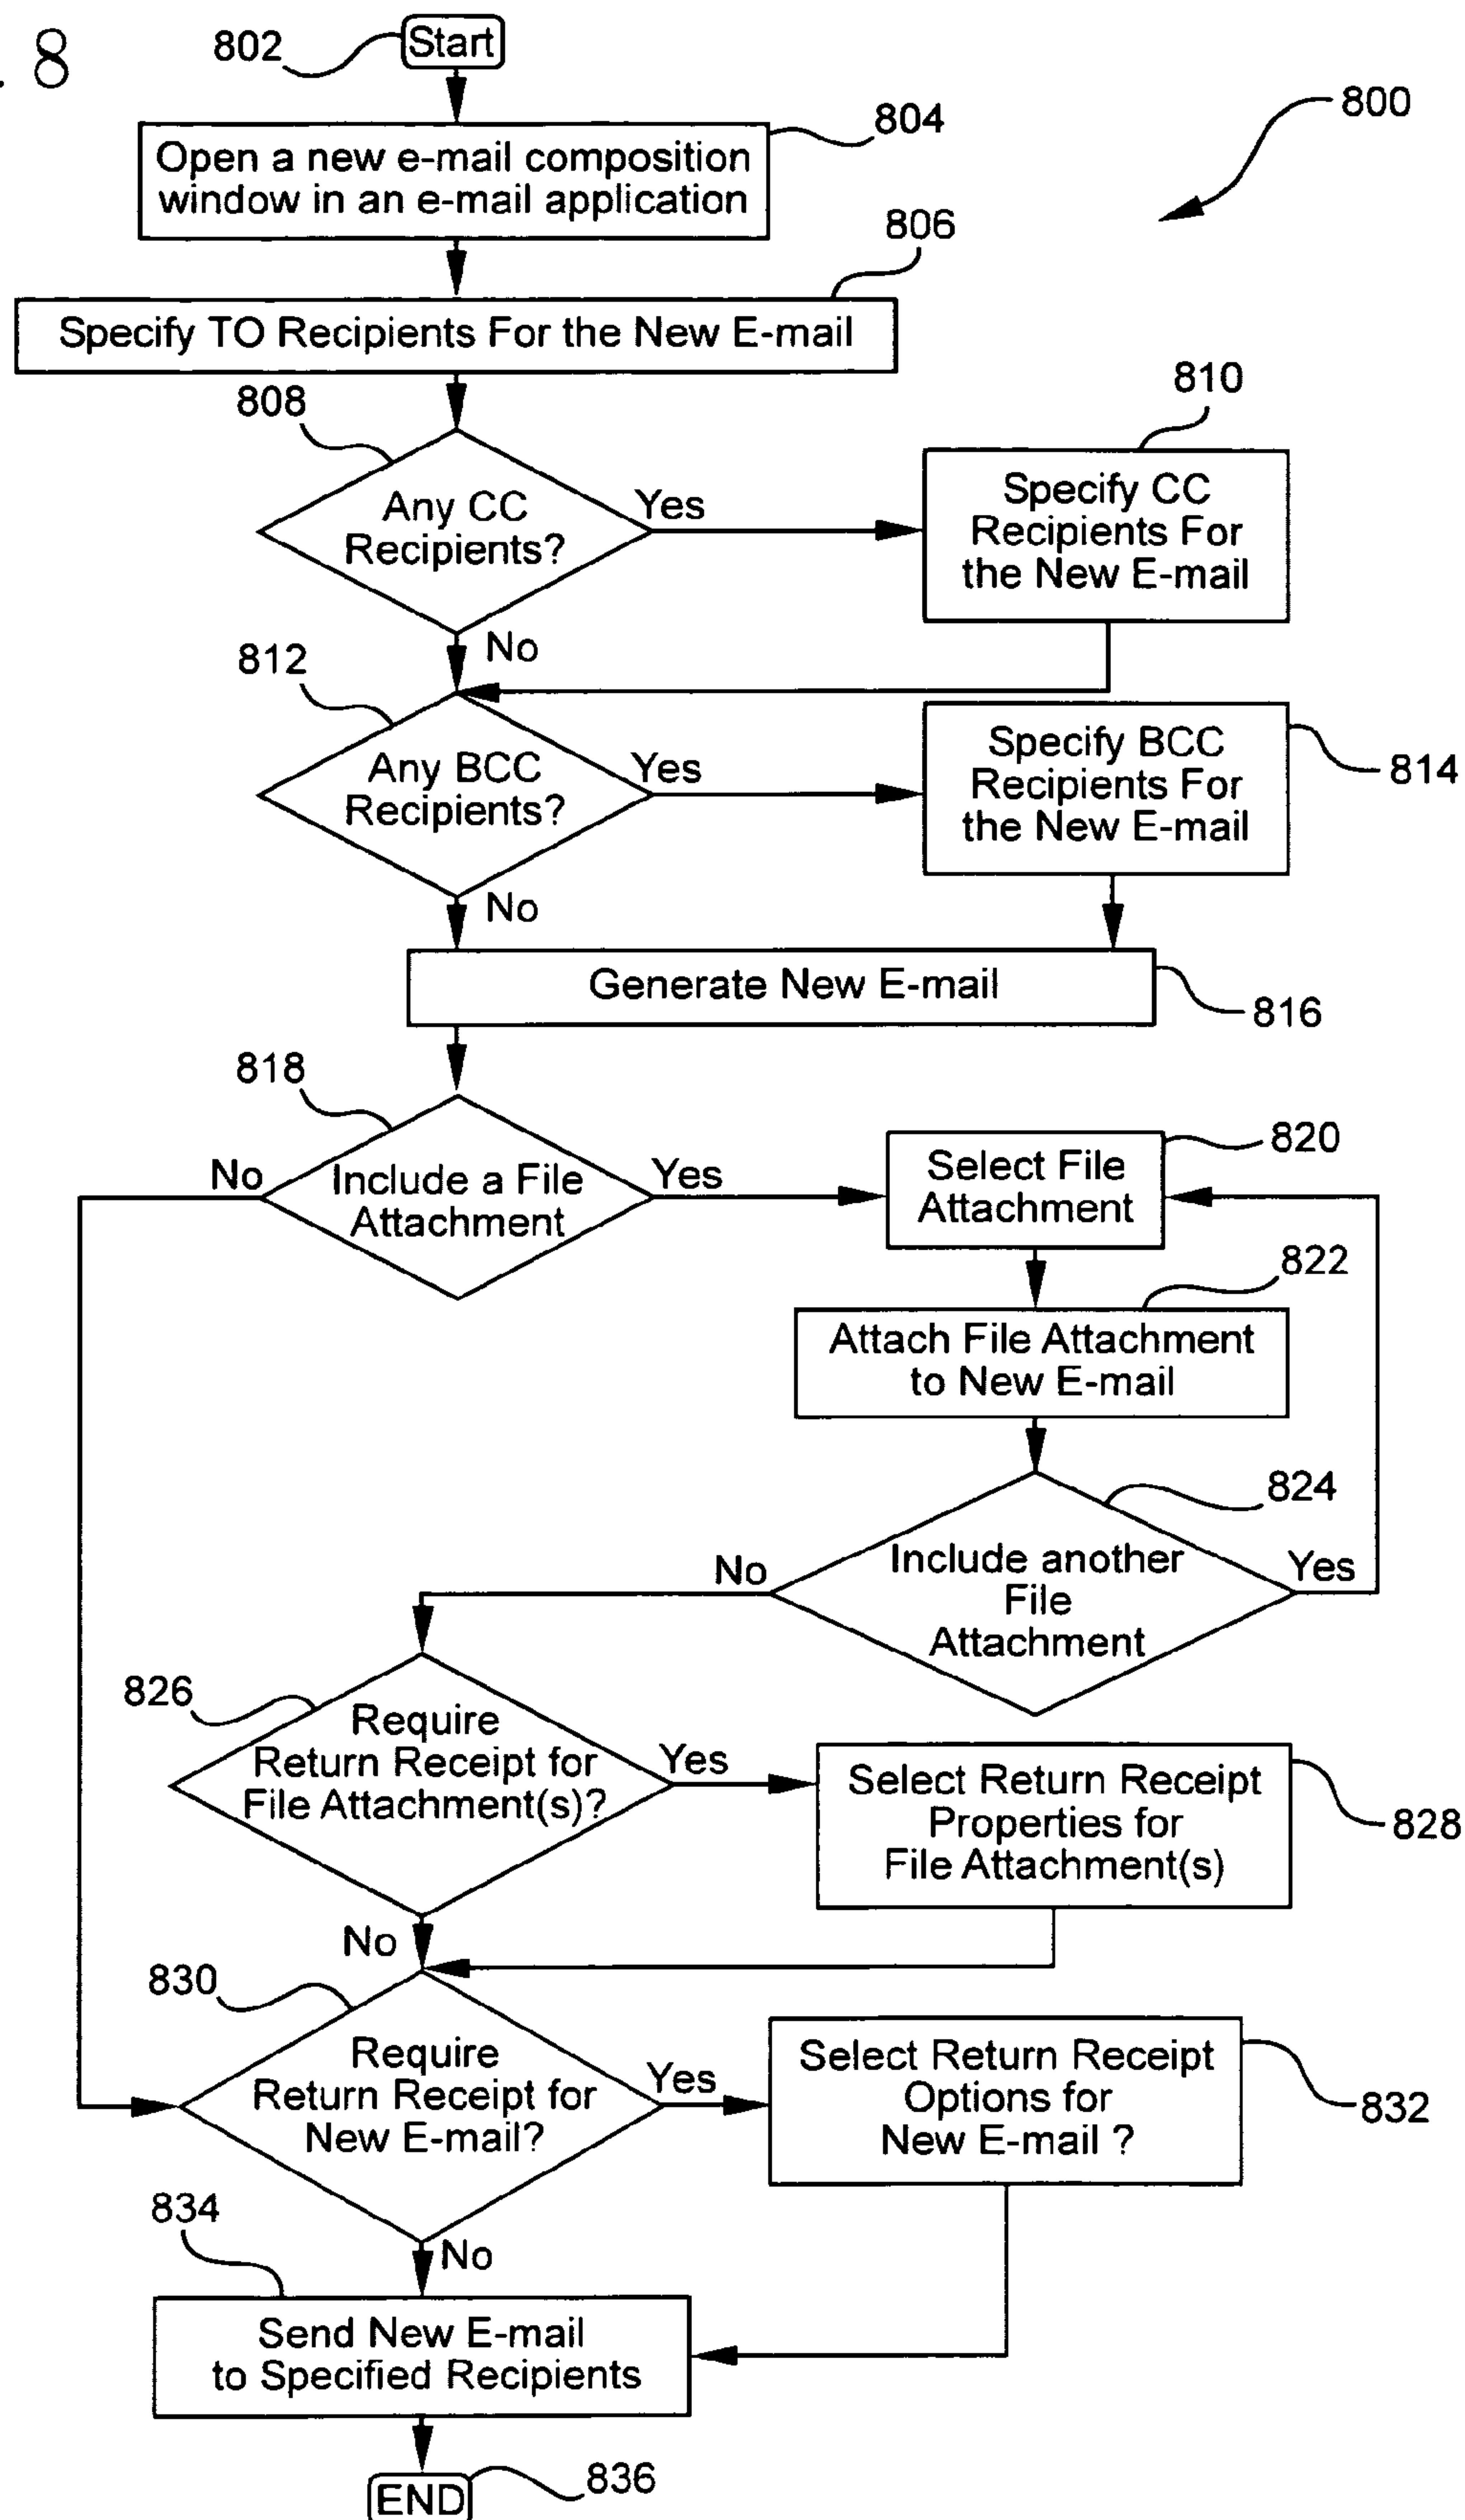 . 8
802
Start
800
804
Open a new e-mail composition
window in an e-mail application
806
Specify TO Recipients For the New E-mail
808
810
Any CC
Recipients?
Yes
Specify CC
Recipients For
the New E-mail
No
812
Any BCC
Recipients?
Yes
Specify BCC
Recipients For
the New E-mail
814
No
Generate New E-mail
816
818
No
Include a File
Attachment
Yes
820
Select File
Attachment
822
Attach File Attachment
to New E-mail
824
No
Include another
File
Attachment
Yes
826
Require
Return Receipt for
File Attachment(s)?
Yes
Select Return Receipt
Properties for
File Attachment(s)
828
No
830
Require
Return Receipt for
New E-mail?
Yes
Select Return Receipt
Options for
New E-mail ?
832
834
No
Send New E-mail
to Specified Recipients
END
836